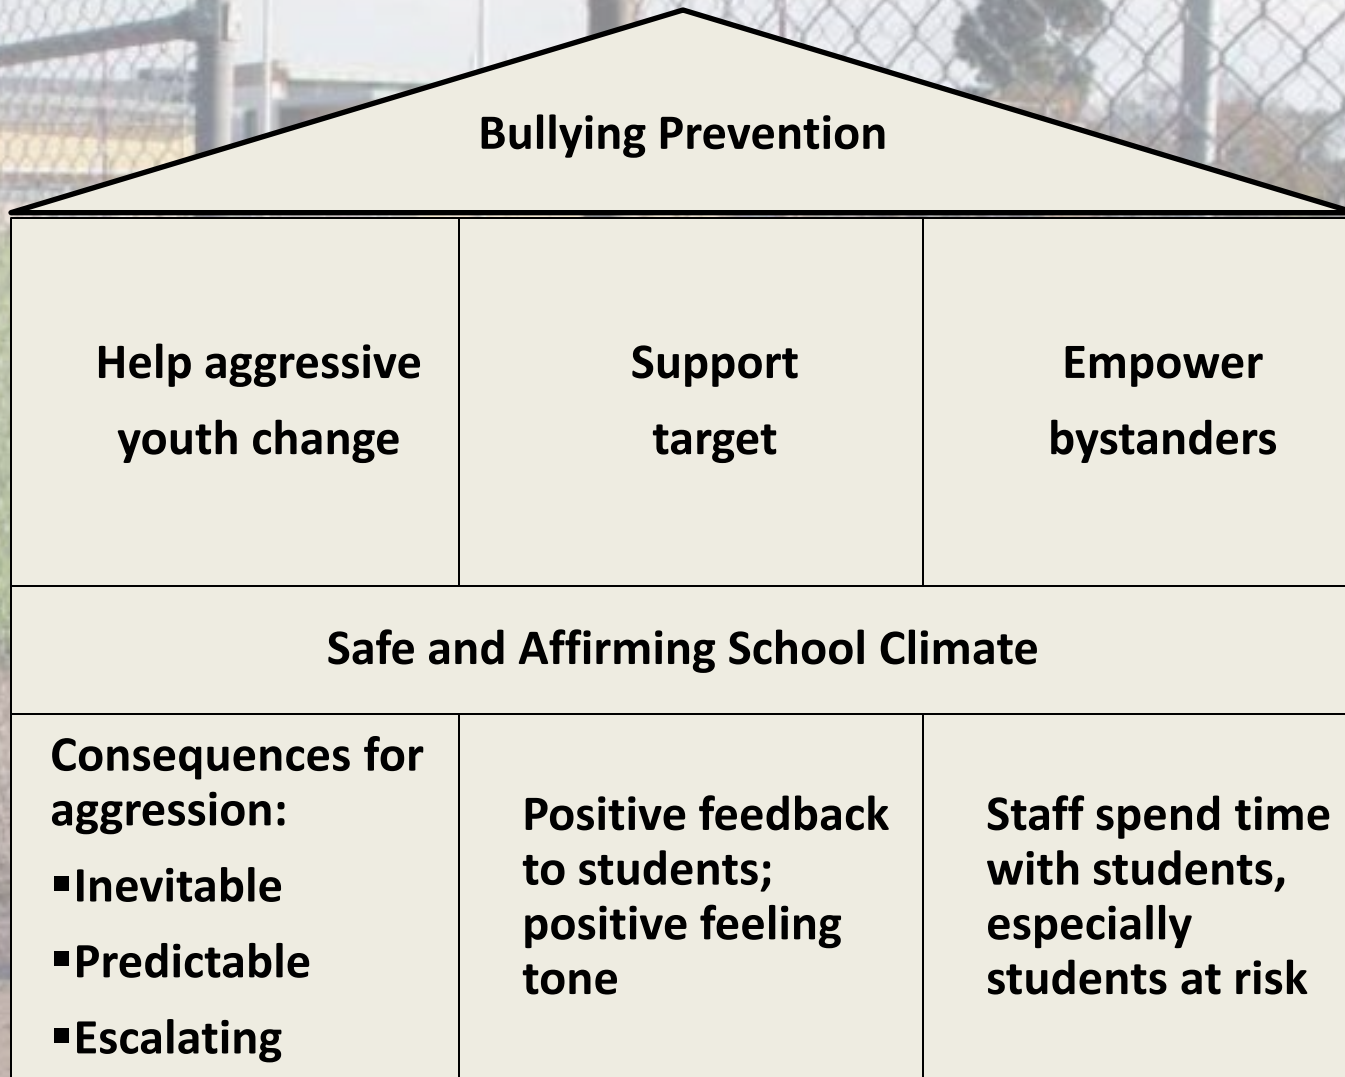 Bullying Prevention
Help aggressive
youth change
Support
target
Empower
bystanders
Safe and Affirming School Climate
Consequences for
aggression:
▪Inevitable
▪Predictable
▪Escalating
Positive feedback
to students;
positive feeling
tone
Staff spend time
with students,
especially
students at risk